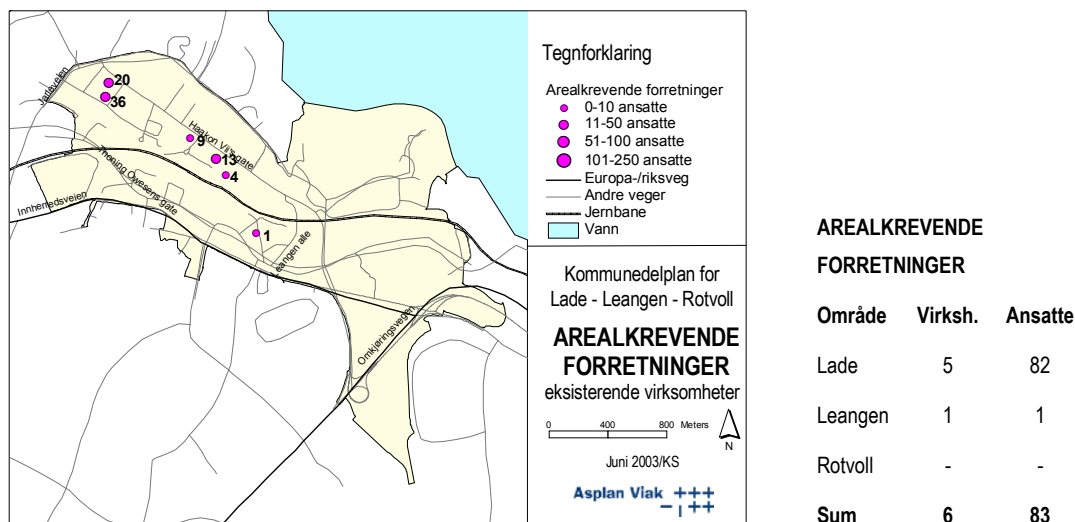 20
36
Jarleveien
Haakon VII's gate
9
13
4
Thoning Owesens gate
Innherredsveien
1
Leangen alle
Omkjøringsvegen
Tegnforklaring
Arealkrevende forretninger
0-10 ansatte
11-50 ansatte
51-100 ansatte
101-250 ansatte
Europa-/riksveg
Andre veger
Jernbane
Vann
Kommunedelplan for
Lade - Leangen - Rotvoll
AREALKREVENDE
FORRETNINGER
eksisterende virksomheter
0 400 800 Meters
N
Juni 2003/KS
Asplan Viak
AREALKREVENDE
FORRETNINGER
Område Virksh. Ansatte
Lade 5 82
Leangen 1 1
Rotvoll - -
Sum 6 83